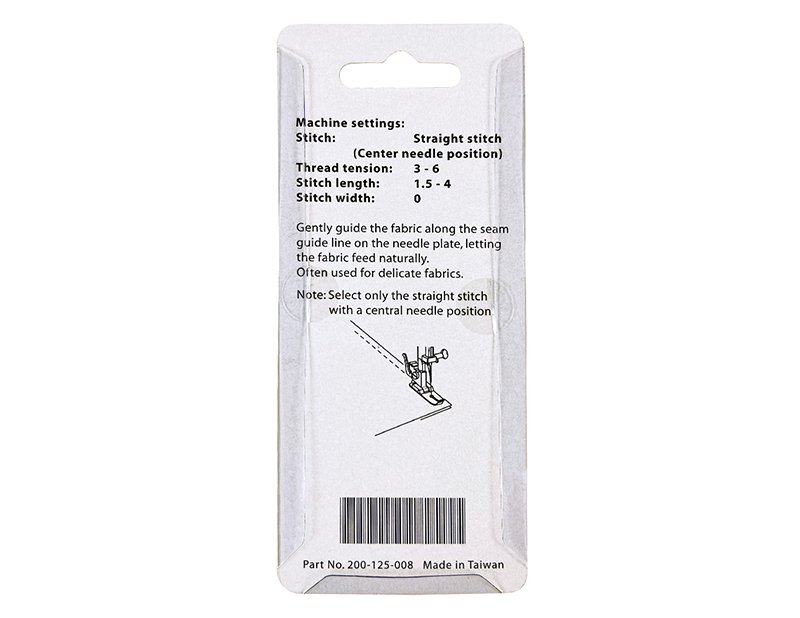 Machine settings:
Stitch: Straight stitch
(Center needle position)
Thread tension: 3 - 6
Stitch length: 1.5 - 4
Stitch width: 0
Gently guide the fabric along the seam
guide line on the needle plate, letting
the fabric feed naturally.
Often used for delicate fabrics.
Note: Select only the straight stitch
with a central needle position.
Part No. 200-125-008 Made in Taiwan